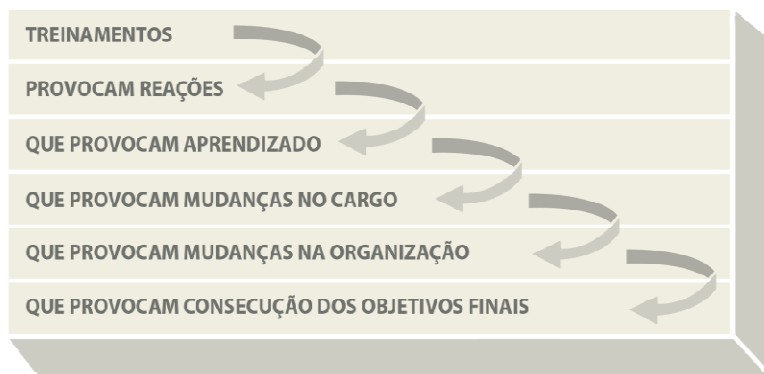 TREINAMENTOS
PROVOCAM REAÇÕES
QUE PROVOCAM APRENDIZADO
QUE PROVOCAM MUDANÇAS NO CARGO
QUE PROVOCAM MUDANÇAS NA ORGANIZAÇÃO
QUE PROVOCAM CONSECUÇÃO DOS OBJETIVOS FINAIS